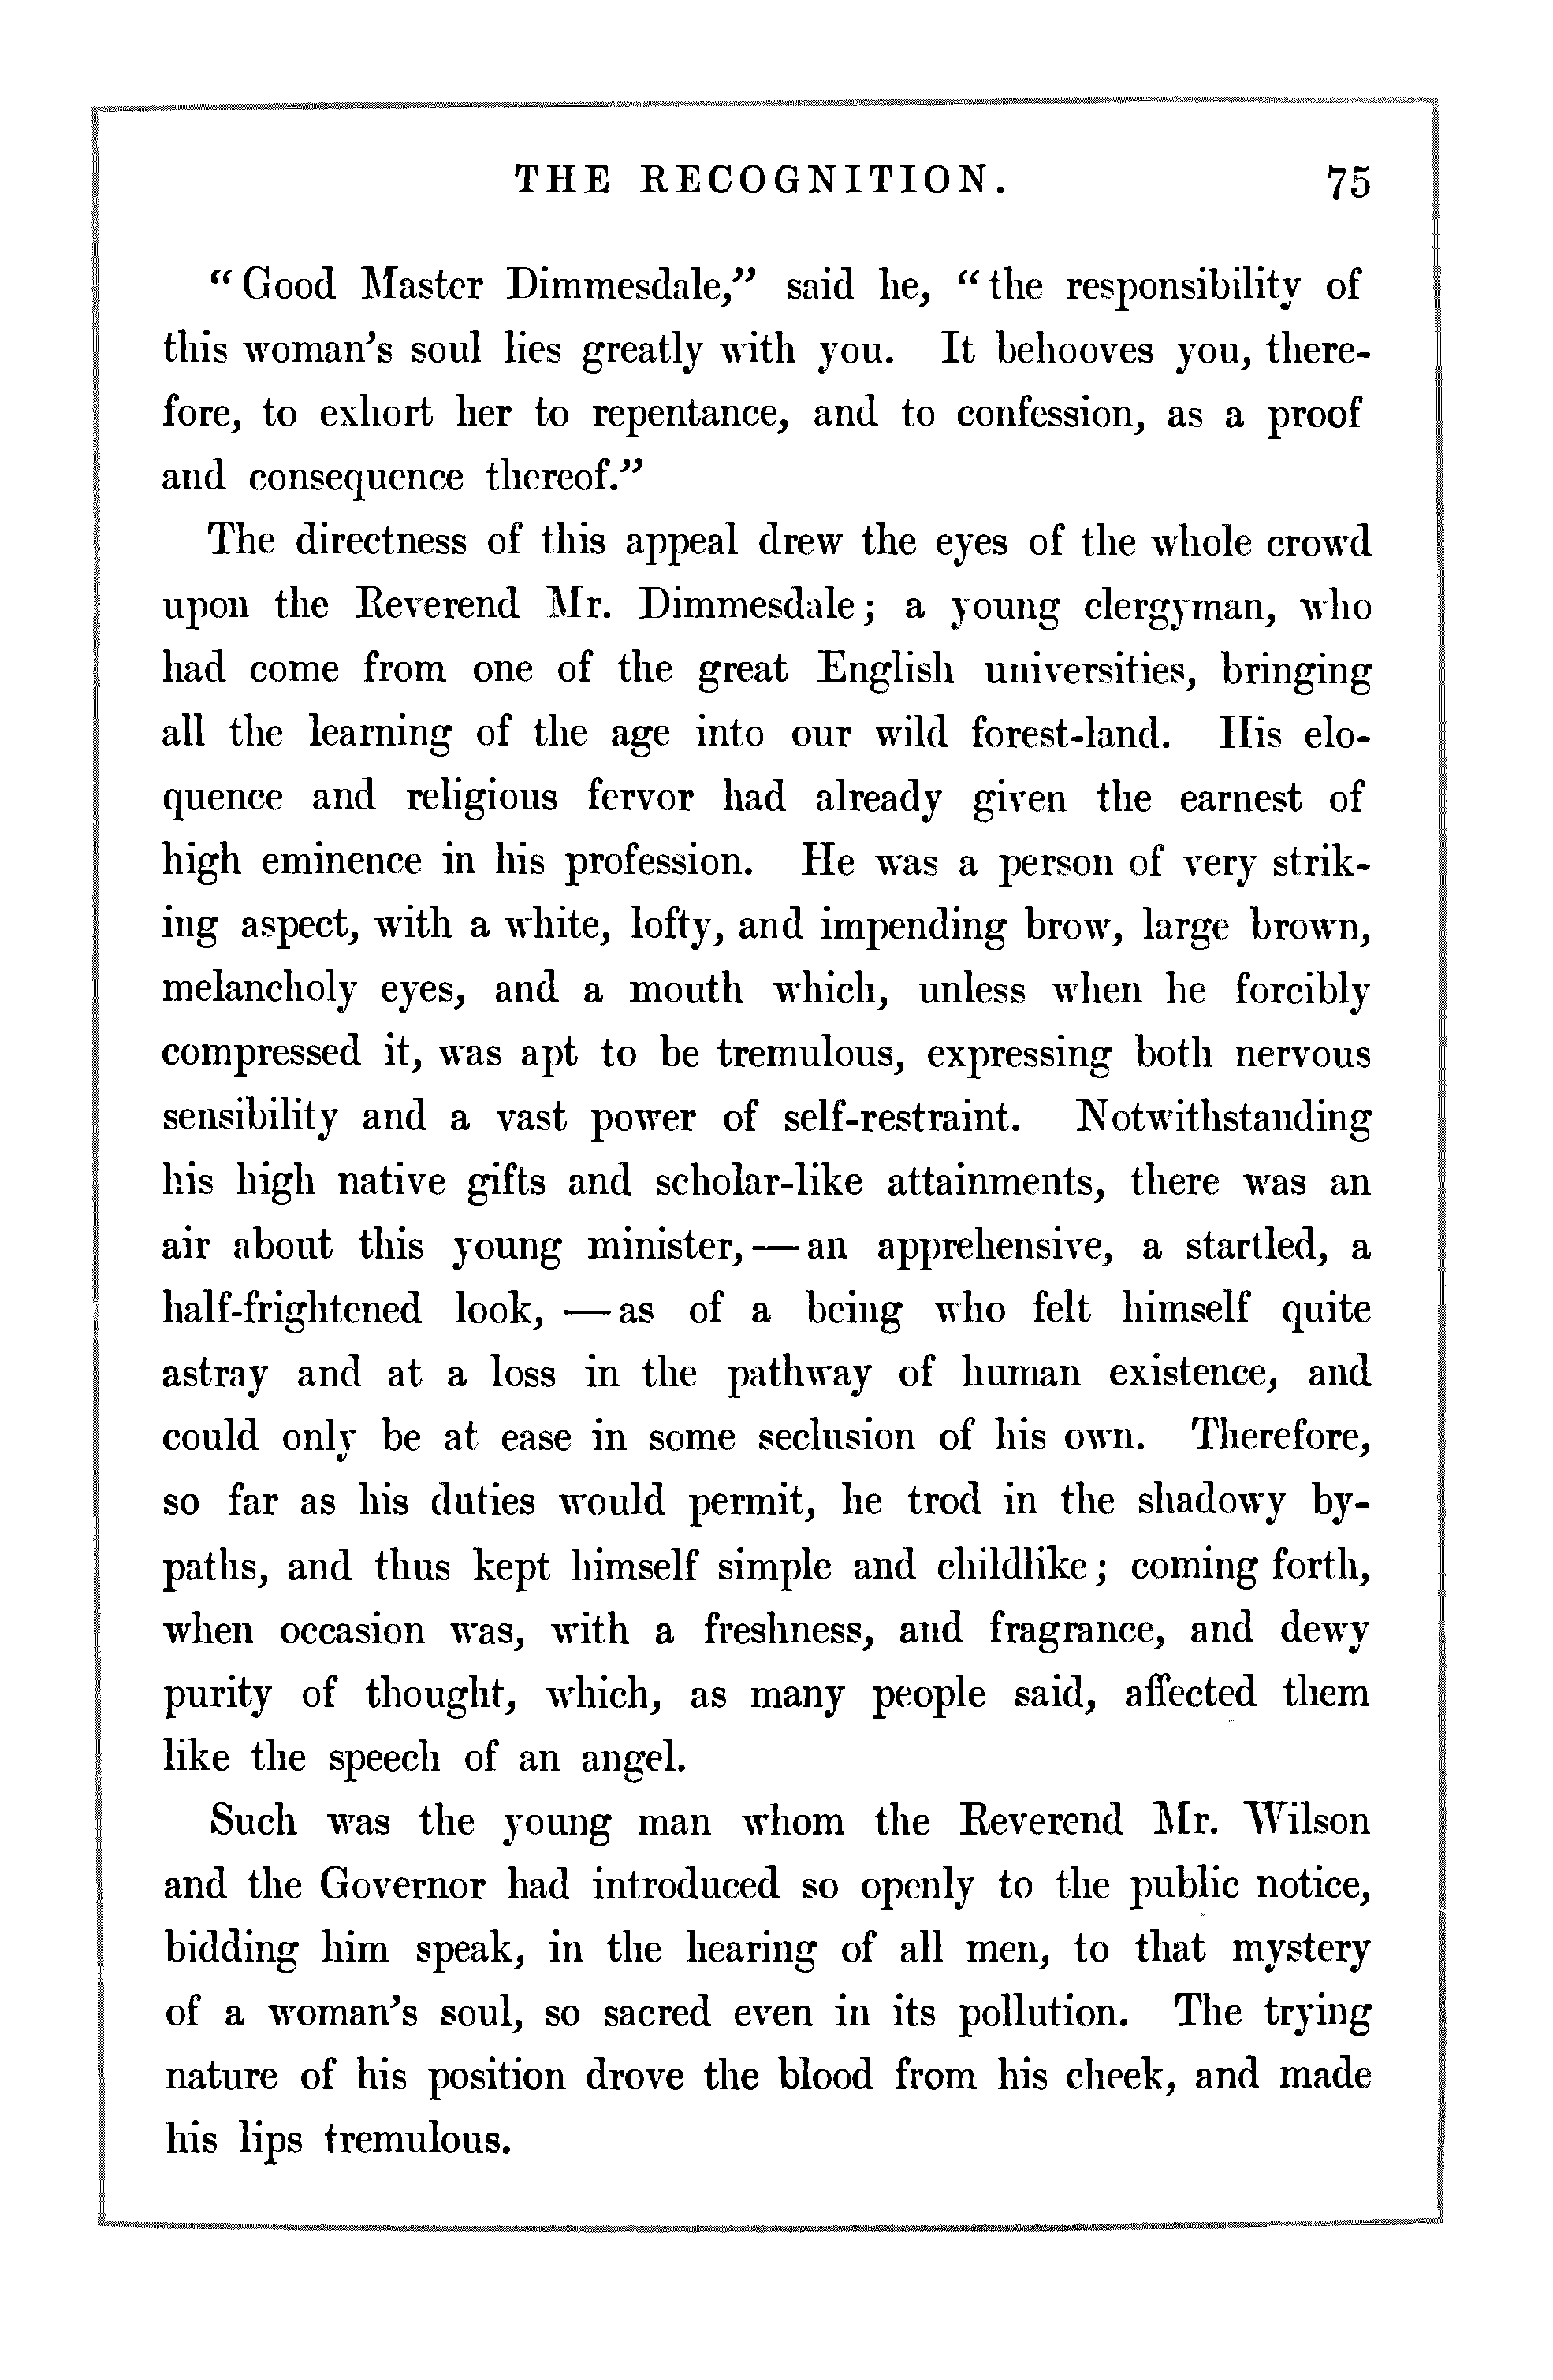 THE RECOGNITION. 75
"Good Master Dimmesdale," said he, "the responsibility of
this woman's soul lies greatly with you. It behooves you, there-
fore, to exhort her to repentance, and to confession, as a proof
and consequence thereof."
The directness of this appeal drew the eyes of the whole crowd
upon the Reverend Mr. Dimmesdale; a young clergyman, who
had come from one of the great English universities, bringing
all the learning of the age into our wild forest-land. His elo-
quence and religious fervor had already given the earnest of
high eminence in his profession. He was a person of very strik-
ing aspect, with a white, lofty, and impending brow, large brown,
melancholy eyes, and a mouth which, unless when he forcibly
compressed it, was apt to be tremulous, expressing both nervous
sensibility and a vast power of self-restraint. Notwithstanding
his high native gifts and scholar-like attainments, there was an
air about this young minister,—an apprehensive, a startled, a
half-frightened look,—as of a being who felt himself quite
astray and at a loss in the pathway of human existence, and
could only be at ease in some seclusion of his own. Therefore,
so far as his duties would permit, he trod in the shadowy by-
paths, and thus kept himself simple and childlike; coming forth,
when occasion was, with a freshness, and fragrance, and dewy
purity of thought, which, as many people said, affected them
like the speech of an angel.
Such was the young man whom the Reverend Mr. Wilson
and the Governor had introduced so openly to the public notice,
bidding him speak, in the hearing of all men, to that mystery
of a woman's soul, so sacred even in its pollution. The trying
nature of his position drove the blood from his cheek, and made
his lips tremulous.